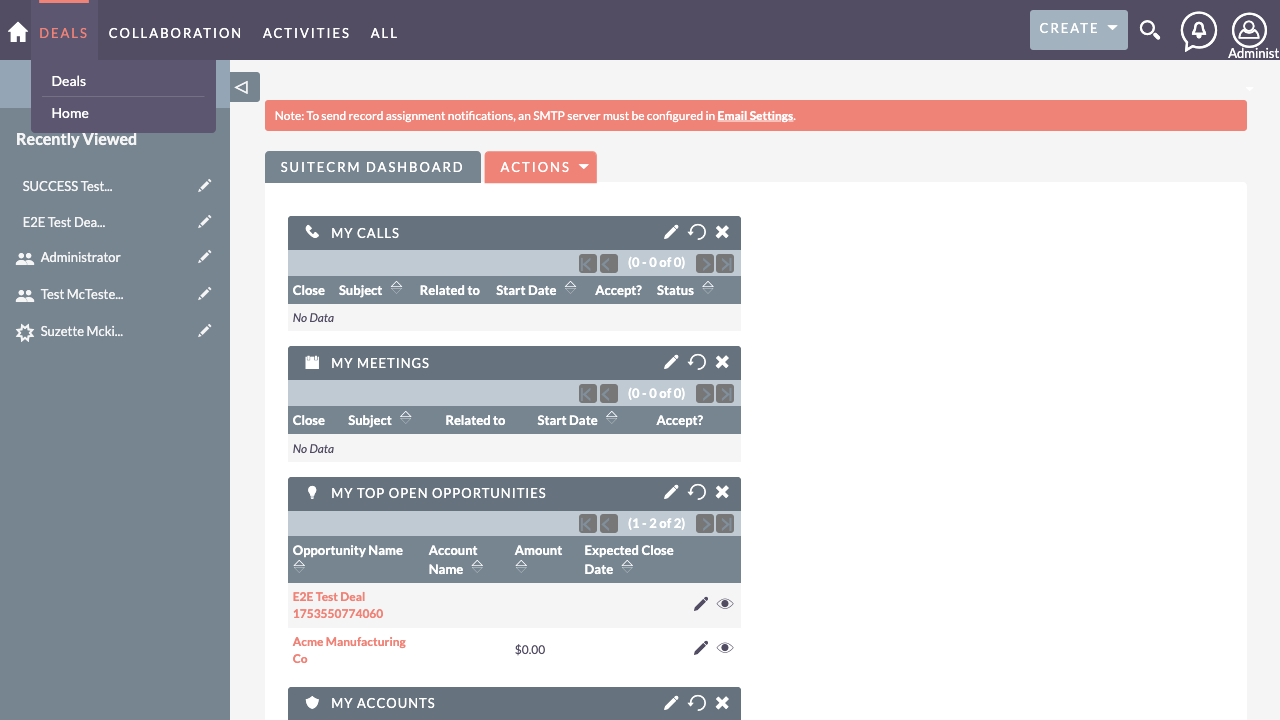 DEALS COLLABORATION ACTIVITIES ALL CREATE
Administ
Deals
Home
Recently Viewed
SUCCESS Test...
E2E Test Dea...
Administrator
Test McTeste...
Suzette Mcki...
Note: To send record assignment notifications, an SMTP server must be configured in Email Settings.
SUITECRM DASHBOARD ACTIONS
MY CALLS
(0 - 0 of 0)
Close Subject Related to Start Date Accept? Status
No Data
MY MEETINGS
(0 - 0 of 0)
Close Subject Related to Start Date Accept?
No Data
MY TOP OPEN OPPORTUNITIES
(1 - 2 of 2)
Opportunity Name Account Name Amount Expected Close Date
E2E Test Deal
1753550774060
Acme Manufacturing
Co
$0.00
MY ACCOUNTS